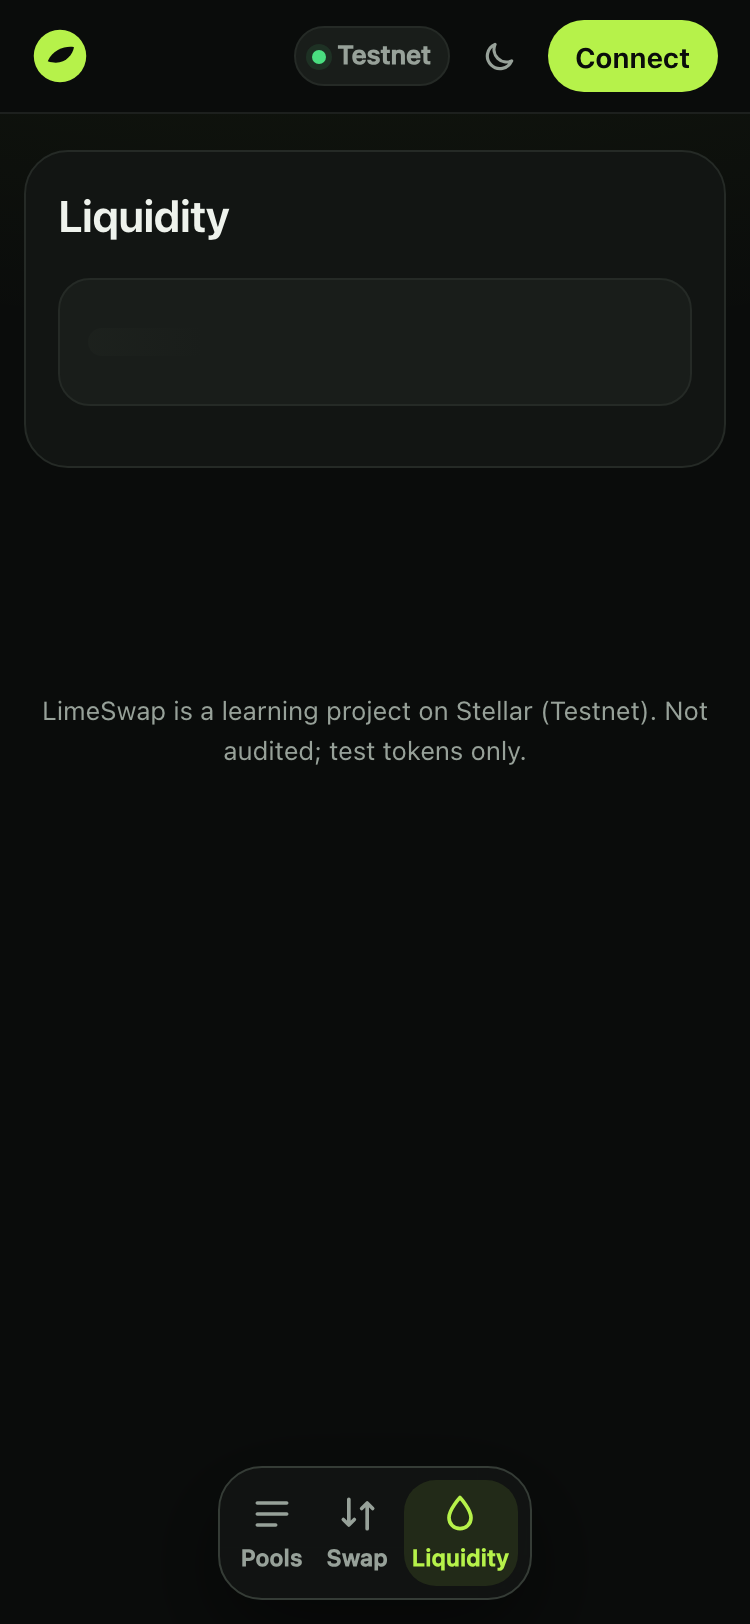 Testnet
Connect
Liquidity
LimeSwap is a learning project on Stellar (Testnet). Not
audited; test tokens only.
Pools
Swap
Liquidity